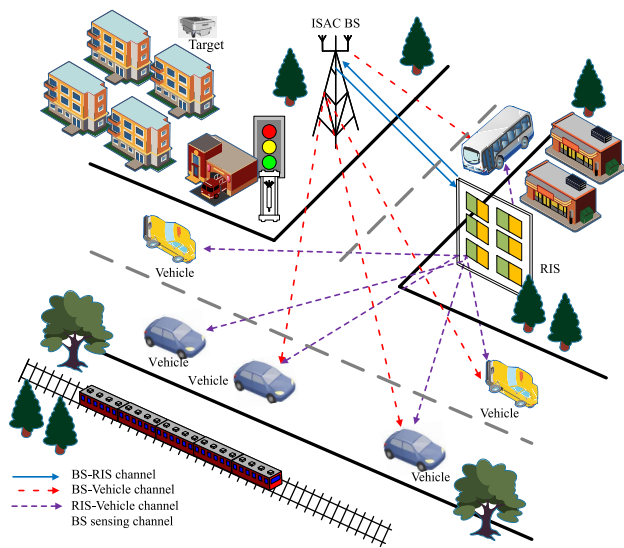 ISAC BS
Target
RIS
Vehicle
Vehicle
Vehicle
Vehicle
Vehicle
BS-RIS channel
BS-Vehicle channel
RIS-Vehicle channel
BS sensing channel